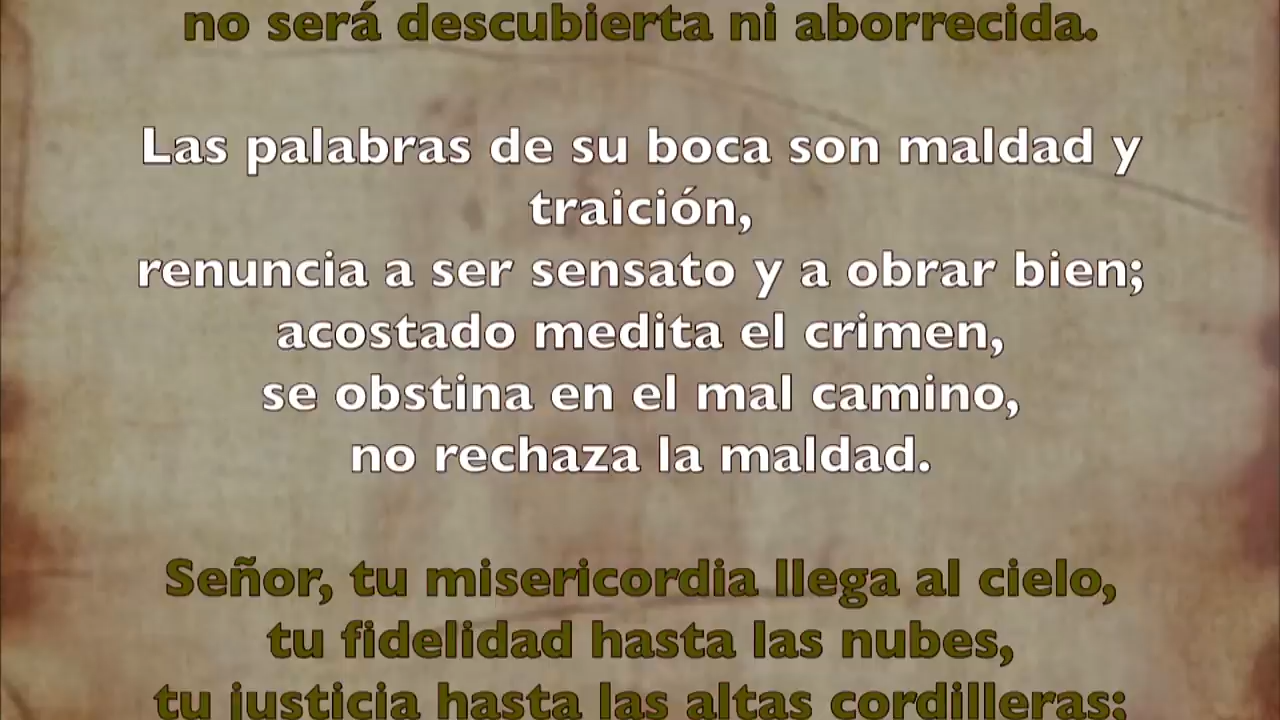 no será descubierta ni aborrecida.
Las palabras de su boca son maldad y
traición,
renuncia a ser sensato y a obrar bien;
acostado medita el crimen,
se obstina en el mal camino,
no rechaza la maldad.
Señor, tu misericordia llega al cielo,
tu fidelidad hasta las nubes,
tu justicia hasta las altas cordilleras;